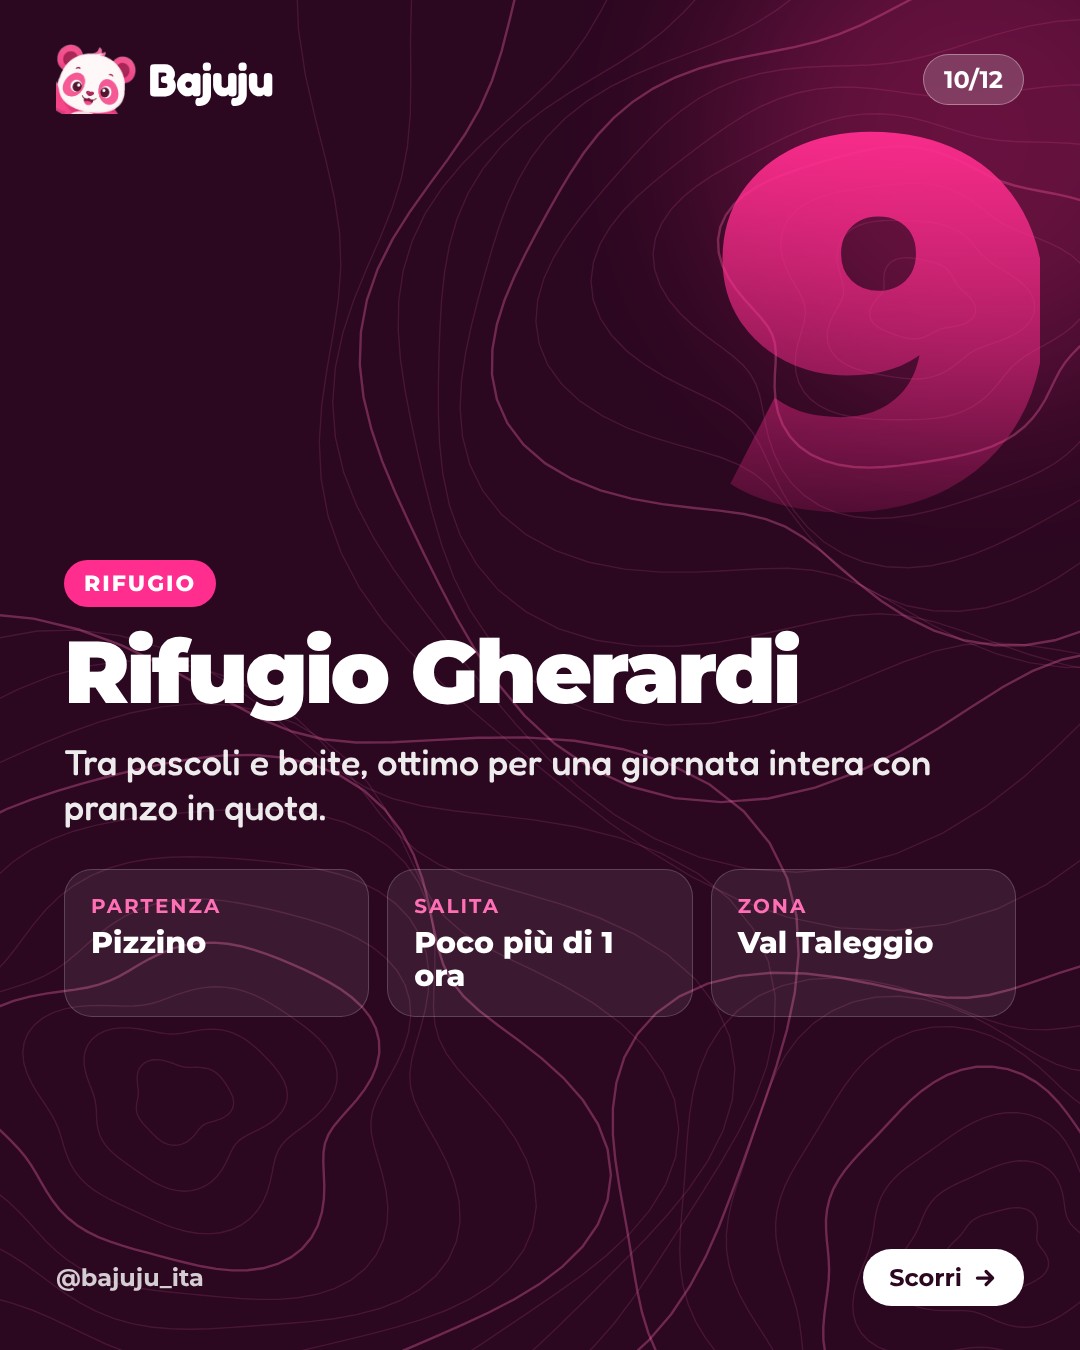 Bajuju
10/12
9
RIFUGIO
Rifugio Gherardi
Tra pascoli e baite, ottimo per una giornata intera con
pranzo in quota.
PARTENZA
Pizzino
SALITA
Poco più di 1
ora
ZONA
Val Taleggio
@bajuju_ita
Scorri →